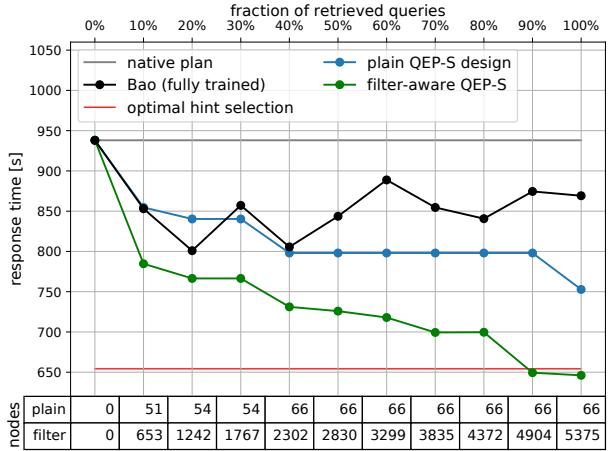 fraction of retrieved queries
0% 10% 20% 30% 40% 50% 60% 70% 80% 90% 100%
response time [s]
1050
1000
950
900
850
800
750
700
650
native plan
Bao (fully trained)
optimal hint selection
plain QEP-S design
filter-aware QEP-S
nodes
plain 0 51 54 54 66 66 66 66 66 66 66
filter 0 653 1242 1767 2302 2830 3299 3835 4372 4904 5375